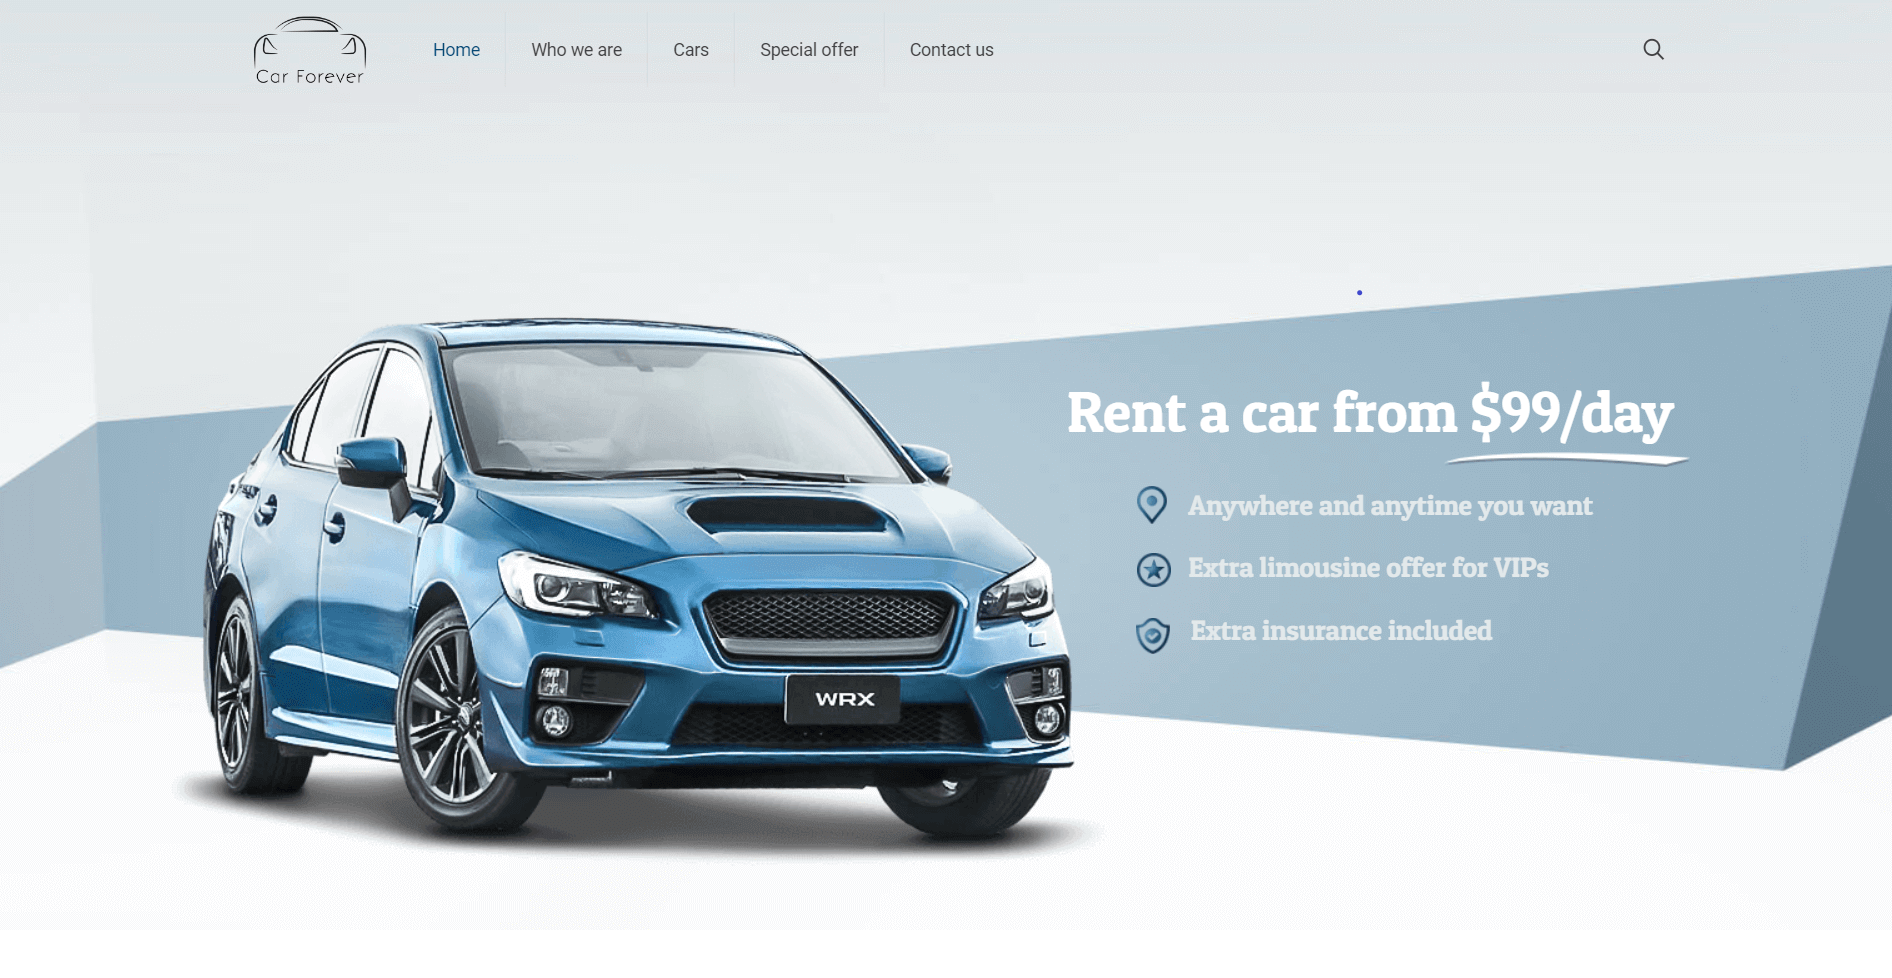 Car Forever
Home
Who we are
Cars
Special offer
Contact us
Rent a car from $99/day
Anywhere and anytime you want
Extra limousine offer for VIPs
Extra insurance included
WRX